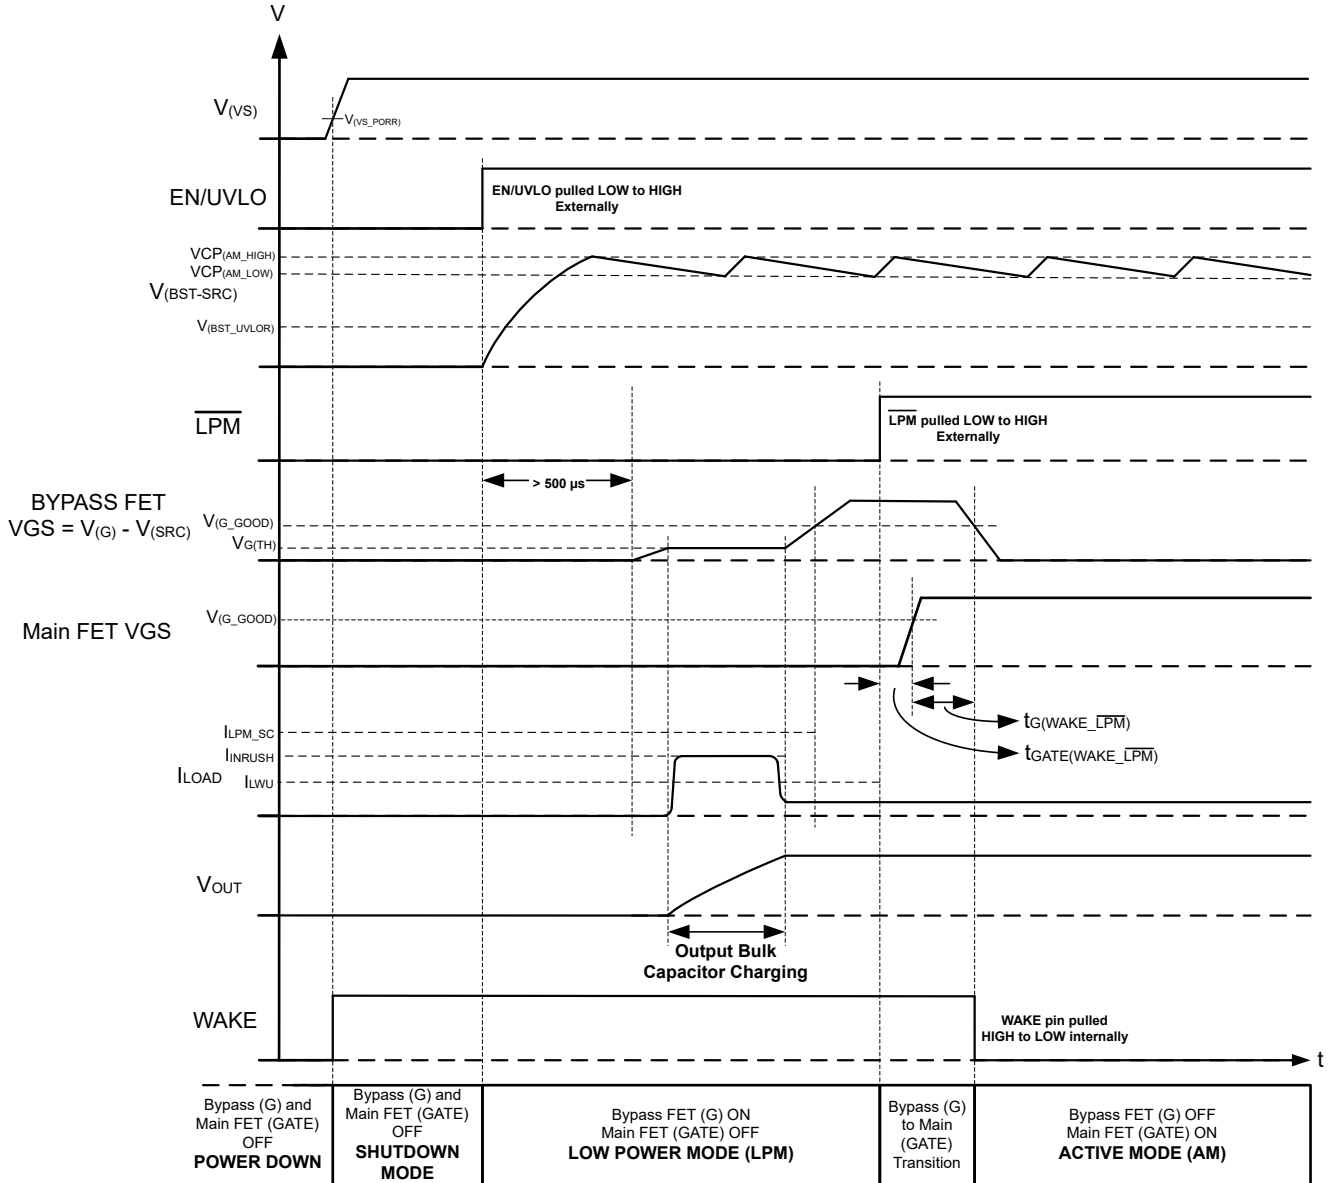 V
V(VS)
V(VS_PORR)
EN/UVLO
EN/UVLO pulled LOW to HIGH
Externally
VCP(AM_HIGH)
VCP(AM_LOW)
V(BST-SRC)
V(BST_UVLOR)
LPM
LPM pulled LOW to HIGH
Externally
> 500 µs
BYPASS FET
VGS = V(G) - V(SRC)
V(G_GOOD)
VG(TH)
Main FET VGS
V(G_GOOD)
tG(WAKE_LPM)
tGATE(WAKE_LPM)
ILPM_SC
IINRUSH
ILOAD
ILWU
VOUT
Output Bulk
Capacitor Charging
WAKE
WAKE pin pulled
HIGH to LOW internally
t
Bypass (G) and
Main FET (GATE)
OFF
POWER DOWN
Bypass (G) and
Main FET (GATE)
OFF
SHUTDOWN
MODE
Bypass FET (G) ON
Main FET (GATE) OFF
LOW POWER MODE (LPM)
Bypass (G)
to Main
(GATE)
Transition
Bypass FET (G) OFF
Main FET (GATE) ON
ACTIVE MODE (AM)